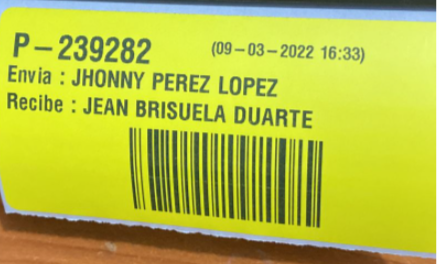 P-239282 (09-03-2022 16:33)
Envia : JHONNY PEREZ LOPEZ
Recibe : JEAN BRISUELA DUARTE